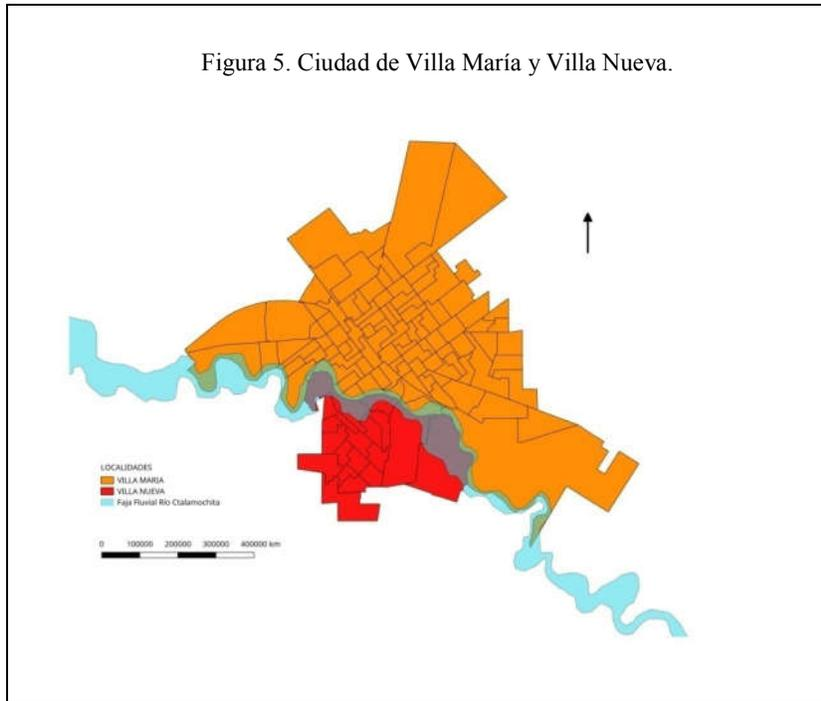 Figura 5. Ciudad de Villa María y Villa Nueva.
LOCALIDADES
VILLA MARIA
VILLA NUEVA
Faja Fluvial Río Ctalamochita
0 100000 200000 300000 400000 km